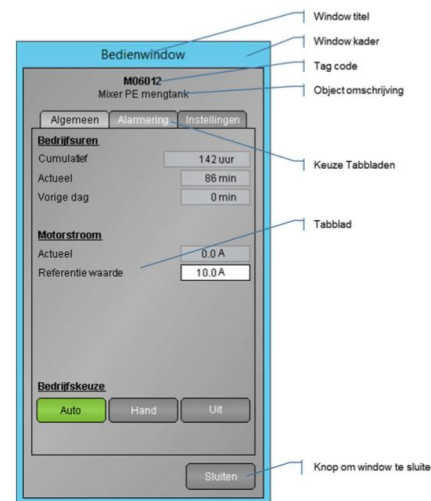 Window titel
Bedienwindow
Window kader
M06012
Tag code
Mixer PE mengtank
Object omschrijving
Algemeen Alarmering Instellingen
Bedrijfsuren
Cumulatief 142 uur
Keuze Tabbladen
Actueel 86 min
Vorige dag 0 min
Tabblad
Motorstroom
Actueel 0.0 A
Referentie waarde 10.0 A
Bedrijfskeuze
Auto Hand Uit
Sluiten
Knop om window te sluite